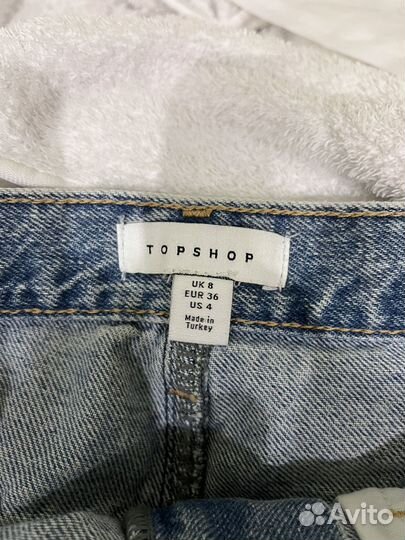 TOPSHOP
UK 8
EUR 36
US 4
Made in
Turkey
Avito